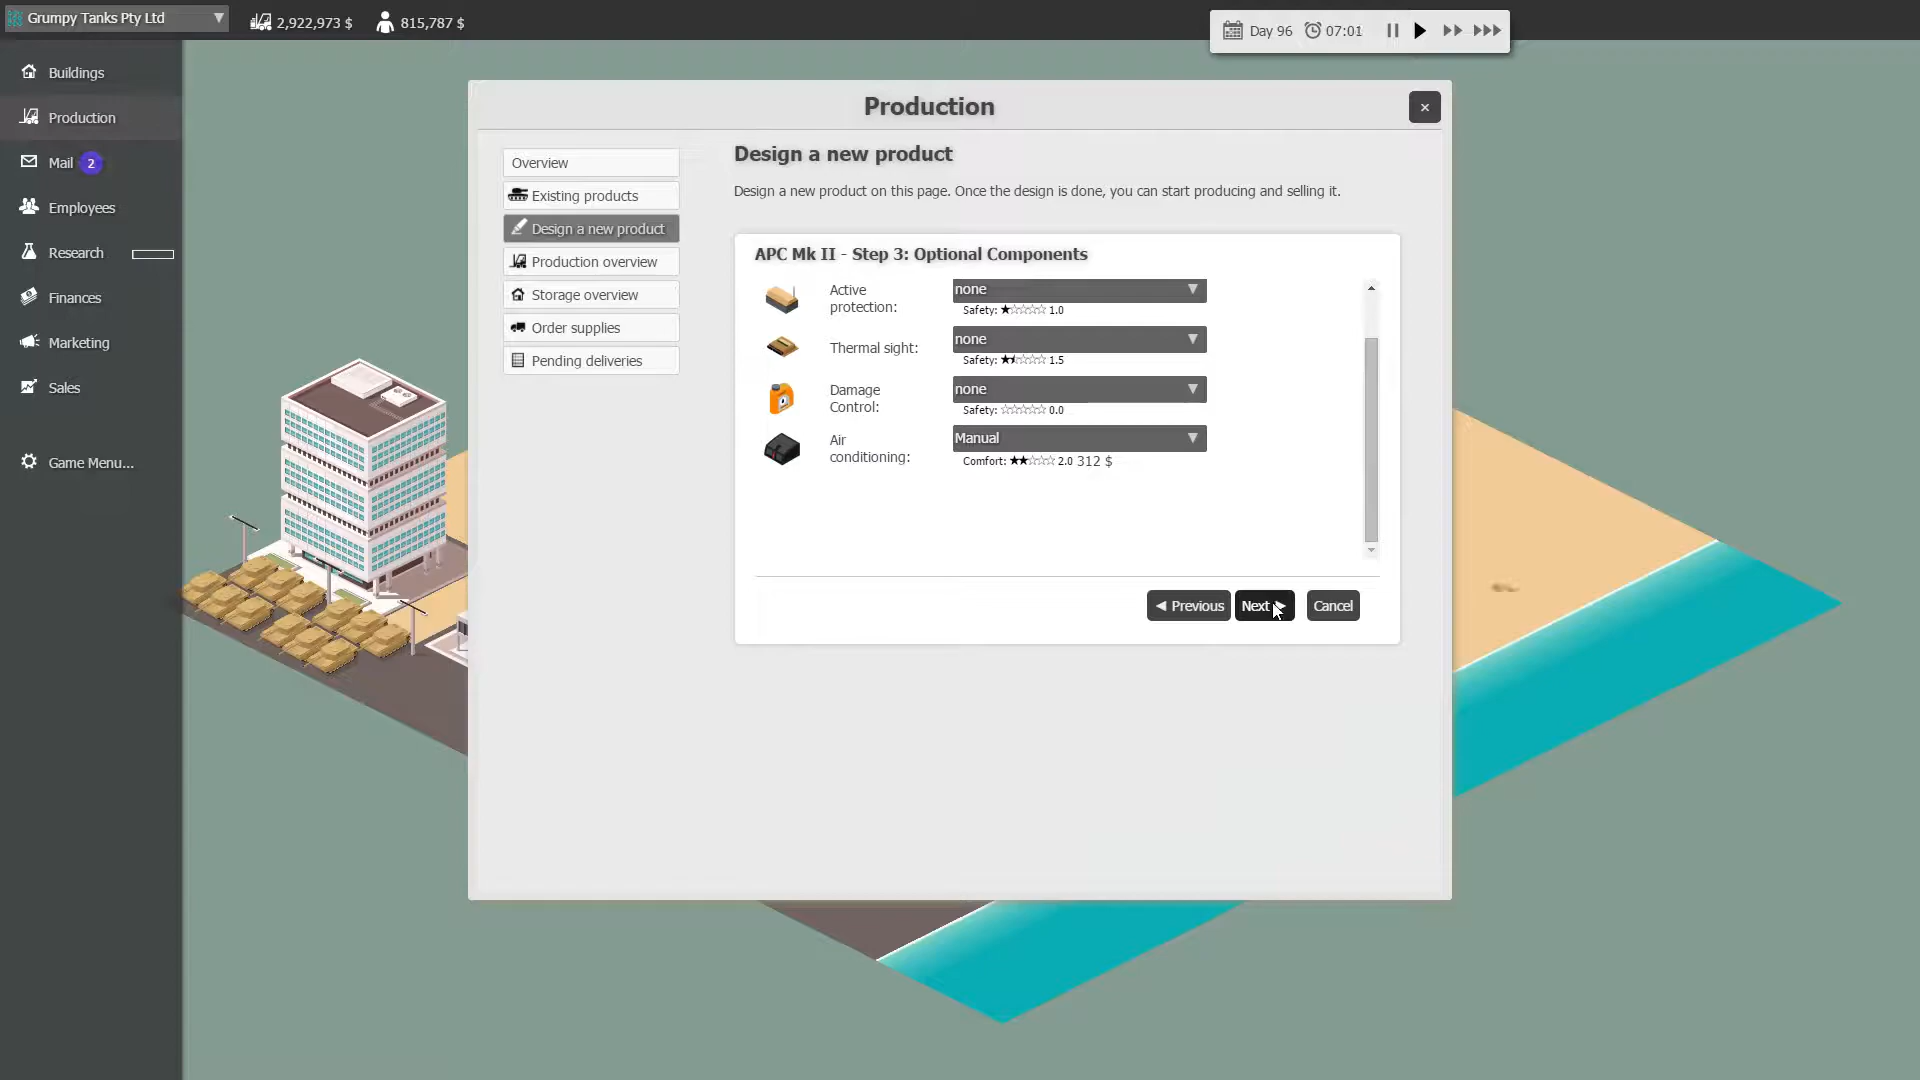 Grumpy Tanks Pty Ltd
2,922,973 $
815,787 $
Day 96
07:01
Buildings
Production
Mail
2
Employees
Research
Finances
Marketing
Sales
Game Menu...
Production
×
Overview
Existing products
Design a new product
Production overview
Storage overview
Order supplies
Pending deliveries
Design a new product
Design a new product on this page. Once the design is done, you can start producing and selling it.
APC Mk II - Step 3: Optional Components
Active
protection:
none
Safety: ★☆☆☆☆ 1.0
Thermal sight:
none
Safety: 1.5
Damage
Control:
none
Safety: ☆☆☆☆☆ 0.0
Air
conditioning:
Manual
Comfort: ★★☆☆☆ 2.0 312 $
Previous
Next
Cancel